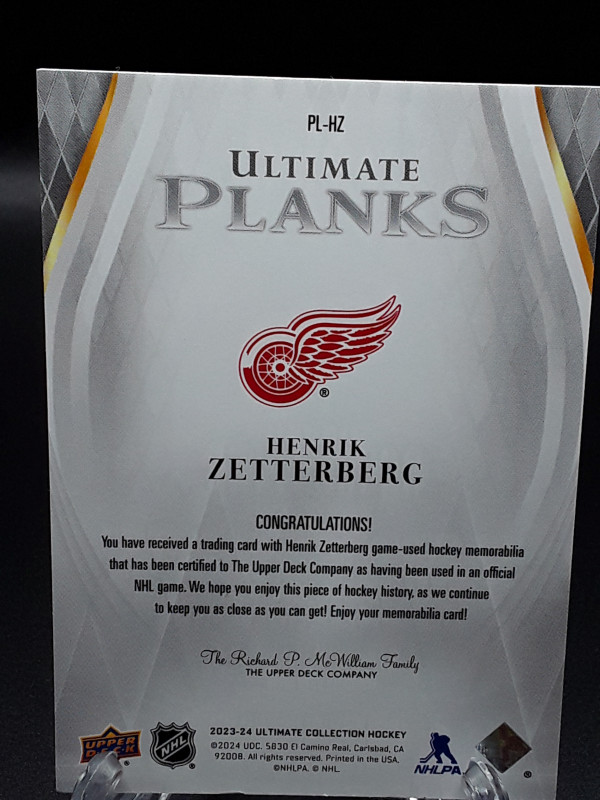 PL-HZ
ULTIMATE
PLANKS
®
HENRIK
ZETTERBERG
CONGRATULATIONS!
You have received a trading card with Henrik Zetterberg game-used hockey memorabilia
that has been certified to The Upper Deck Company as having been used in an official
NHL game. We hope you enjoy this piece of hockey history, as we continue
to keep you as close as you can get! Enjoy your memorabilia card!
The Richard P. McWilliam Family
THE UPPER DECK COMPANY
UPPER DECK ®
NHL ®
2023-24 ULTIMATE COLLECTION HOCKEY
©2024 UDC. 5830 El Camino Real, Carlsbad, CA
92008. All rights reserved. Printed in the USA.
©NHLPA. © NHL.
NHLPA
®